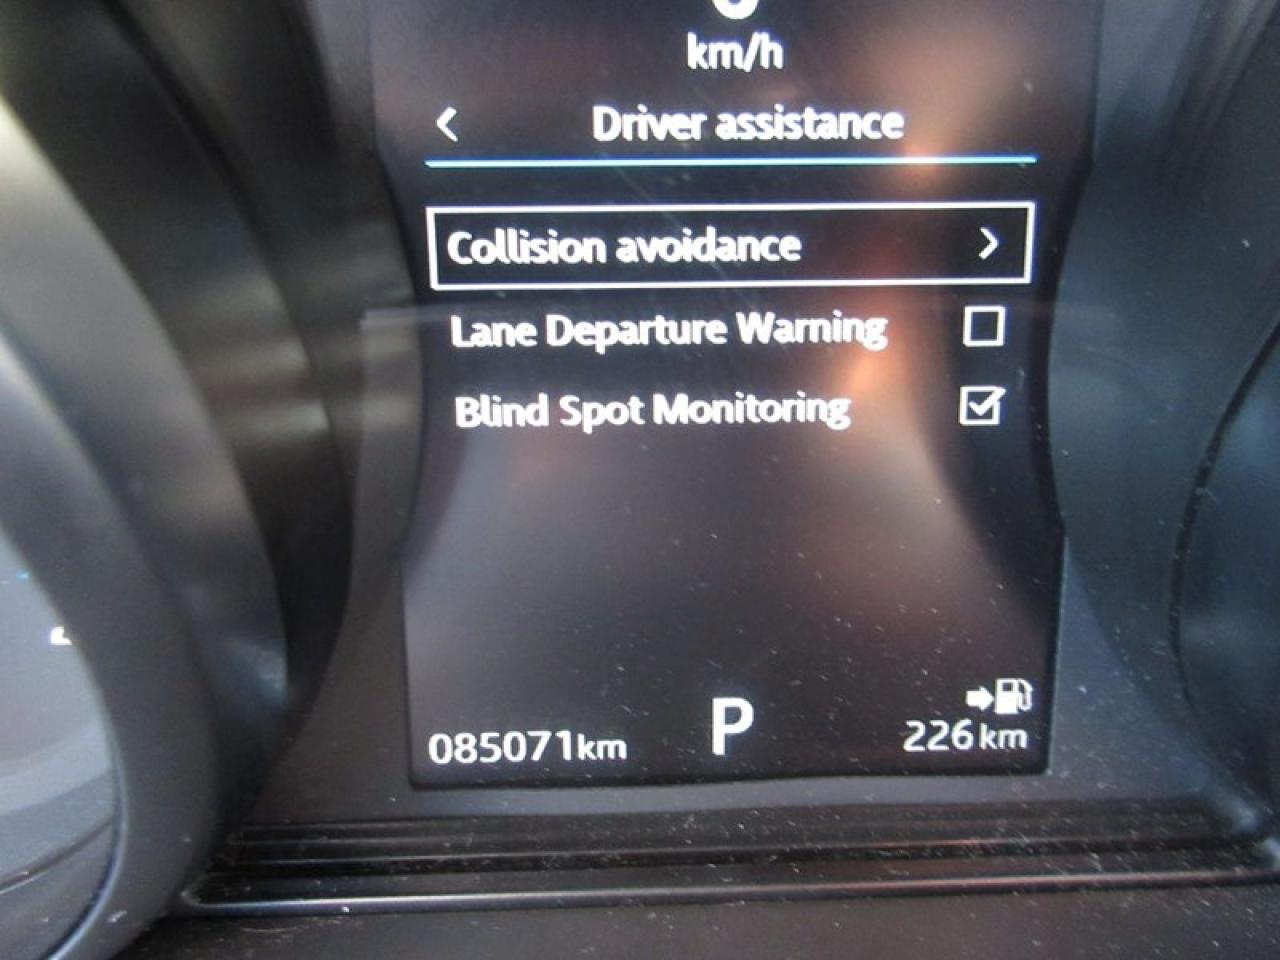 km/h
Driver assistance
Collision avoidance
Lane Departure Warning
Blind Spot Monitoring
085071km P 226km